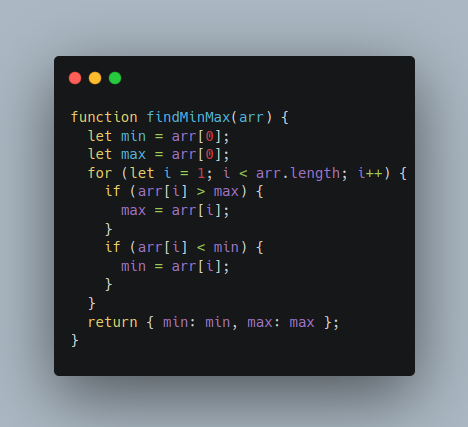 function findMinMax(arr) {
  let min = arr[0];
  let max = arr[0];
  for (let i = 1; i < arr.length; i++) {
    if (arr[i] > max) {
      max = arr[i];
    }
    if (arr[i] < min) {
      min = arr[i];
    }
  }
  return { min: min, max: max };
}